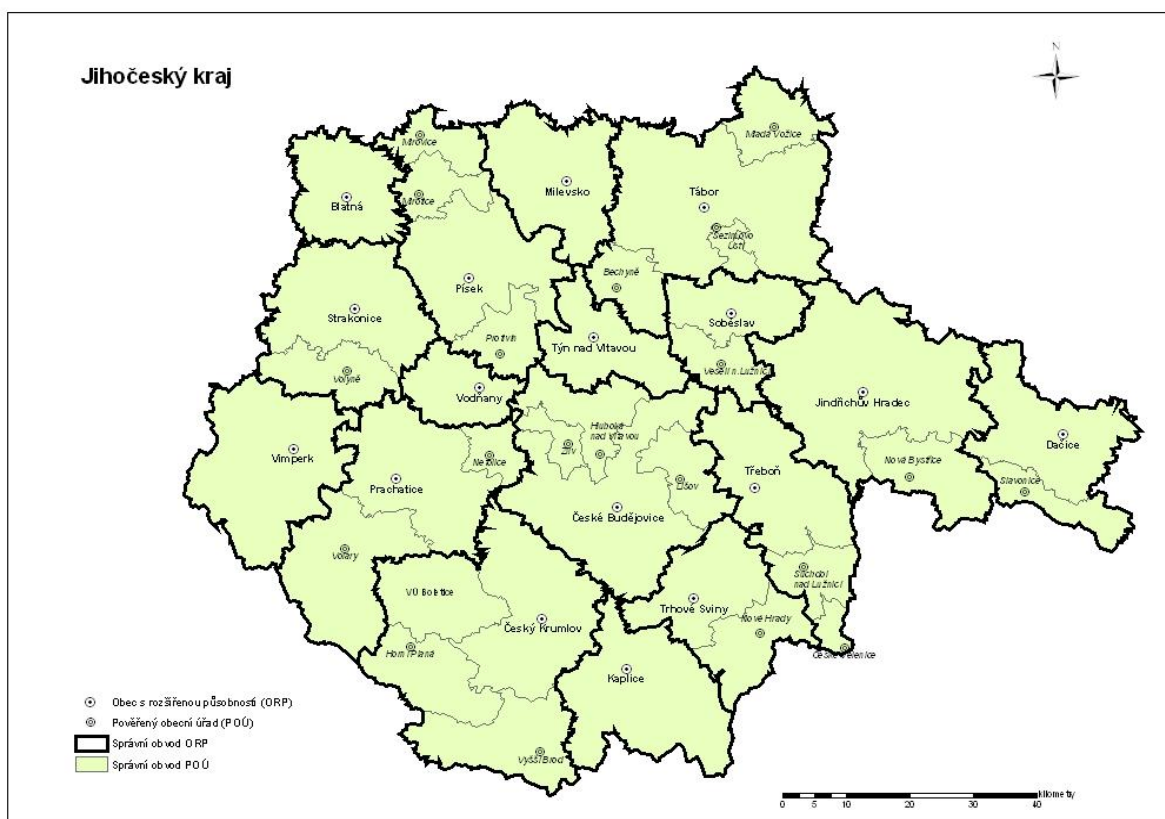 Jihočeský kraj
N
Mladá Vožice
Mirovice
Milevsko
Tábor
Blatná
Mirotice
Sezimovo
Ústí
Bechyně
Písek
Strakonice
Soběslav
Protivín
Týn nad Vltavou
Veselí n.Lužnicí
Volyně
Vodňany
Jindřichův Hradec
Hluboká
nad Vltavou
Zliv
Dačice
Vimperk
Netolice
Nová Bystřice
Třeboň
Prachatice
Lišov
Slavonice
České Budějovice
Volary
Suchdol
nad Lužnicí
VÚ Boletice
Trhové Sviny
Nové Hrady
Český Krumlov
Horní Planá
České Velenice
Kaplice
Vyšší Brod
Obec s rozšířenou působností (ORP)
Pověřený obecní úřad (POÚ)
Správní obvod ORP
Správní obvod POÚ
kilometry
0 5 10 20 30 40